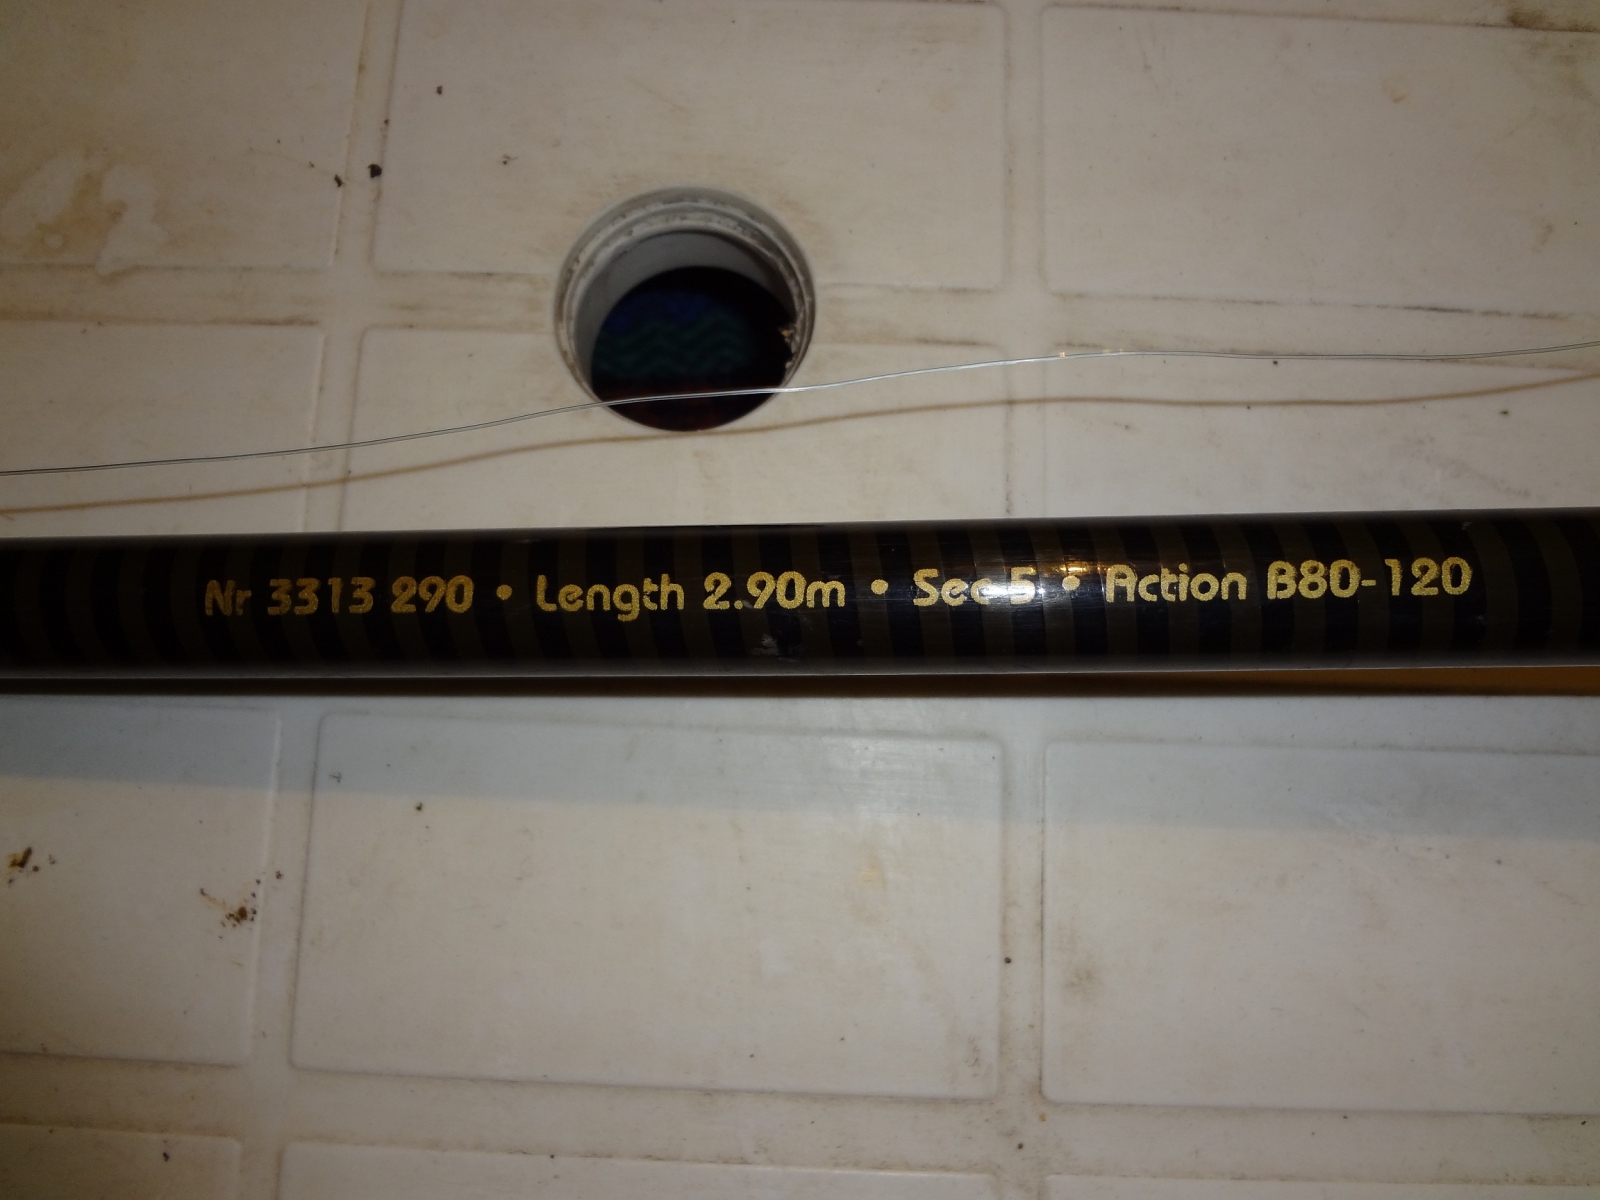 Nr 3313 290 • Length 2.90m • Sec 5 • Action B80-120